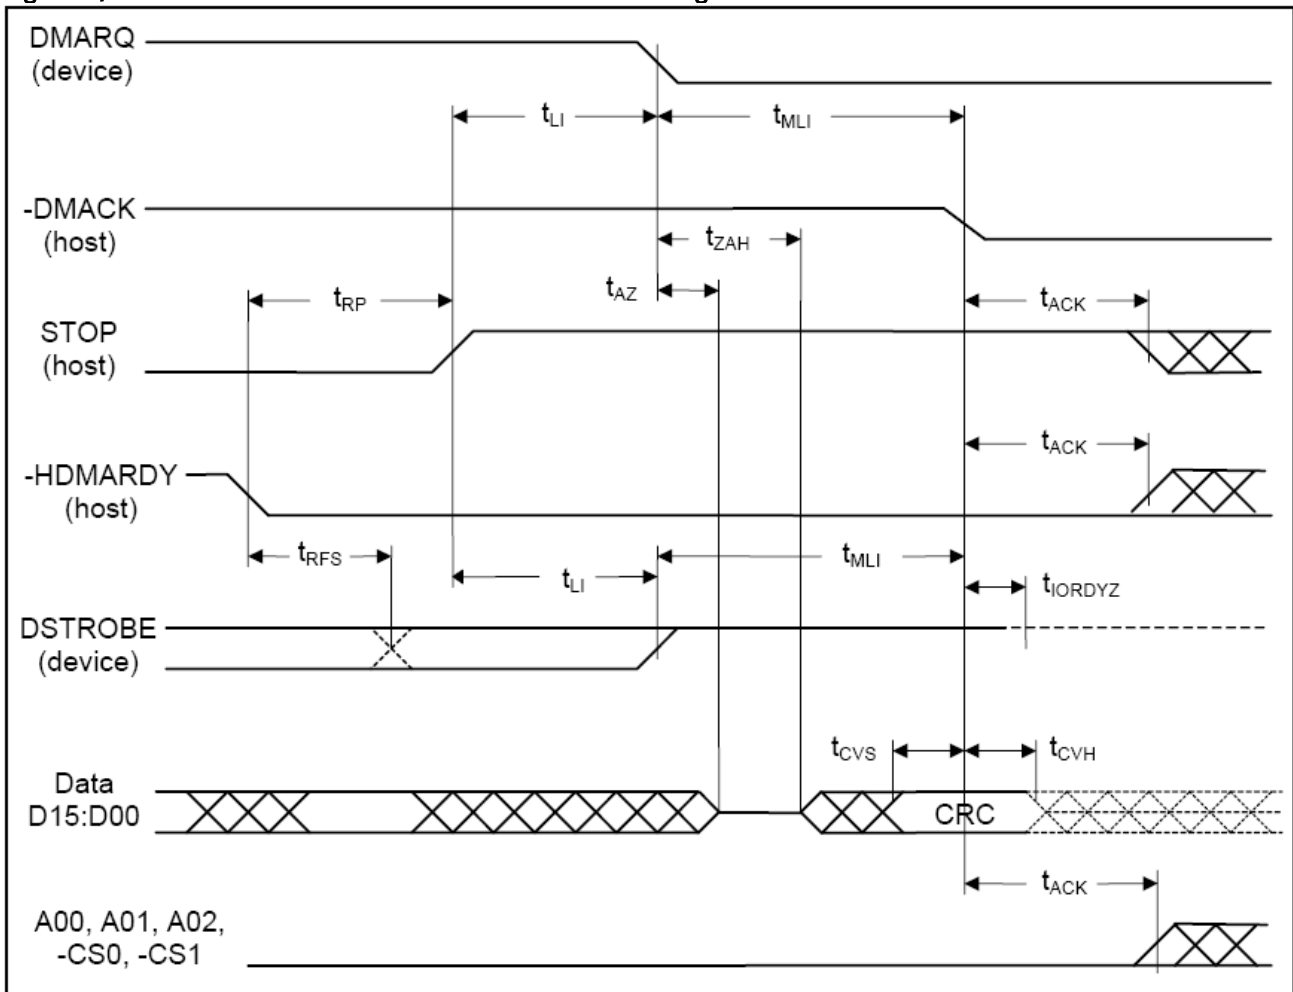 DMARQ
(device)
tLI
tMLI
-DMACK
(host)
tZAH
tAZ
tRP
tACK
STOP
(host)
tACK
-HDMARDY
(host)
tRFS
tMLI
tLI
tIORDYZ
DSTROBE
(device)
tCVS
tCVH
Data
D15:D00
CRC
tACK
A00, A01, A02,
-CS0, -CS1